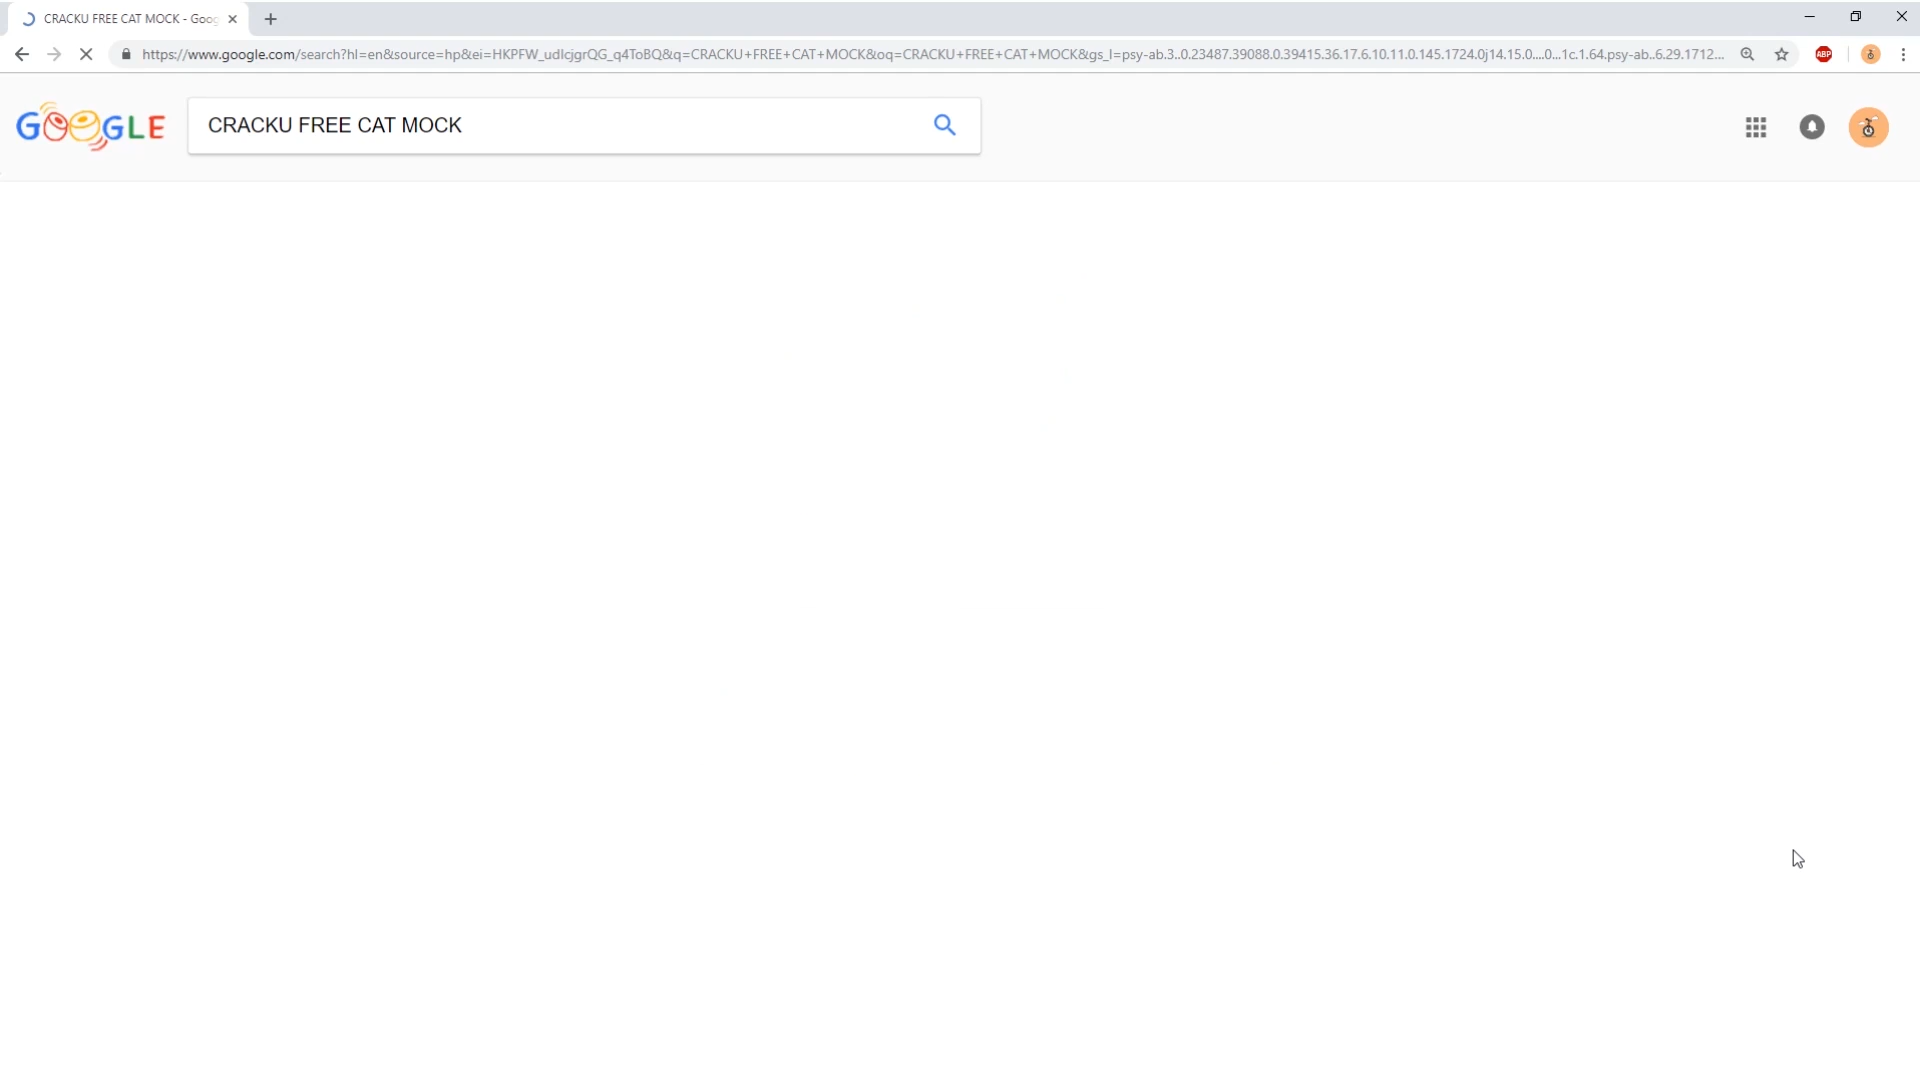 CRACKU FREE CAT MOCK - Goog
https://www.google.com/search?hl=en&source=hp&ei=HKPFW_udIcjgrQG_q4ToBQ&q=CRACKU+FREE+CAT+MOCK&oq=CRACKU+FREE+CAT+MOCK&gs_l=psy-ab.3..0.23487.39088.0.39415.36.17.6.10.11.0.145.1724.0j14.15.0....0...1c.1.64.psy-ab..6.29.1712...
ABP
GOOGLE
CRACKU FREE CAT MOCK